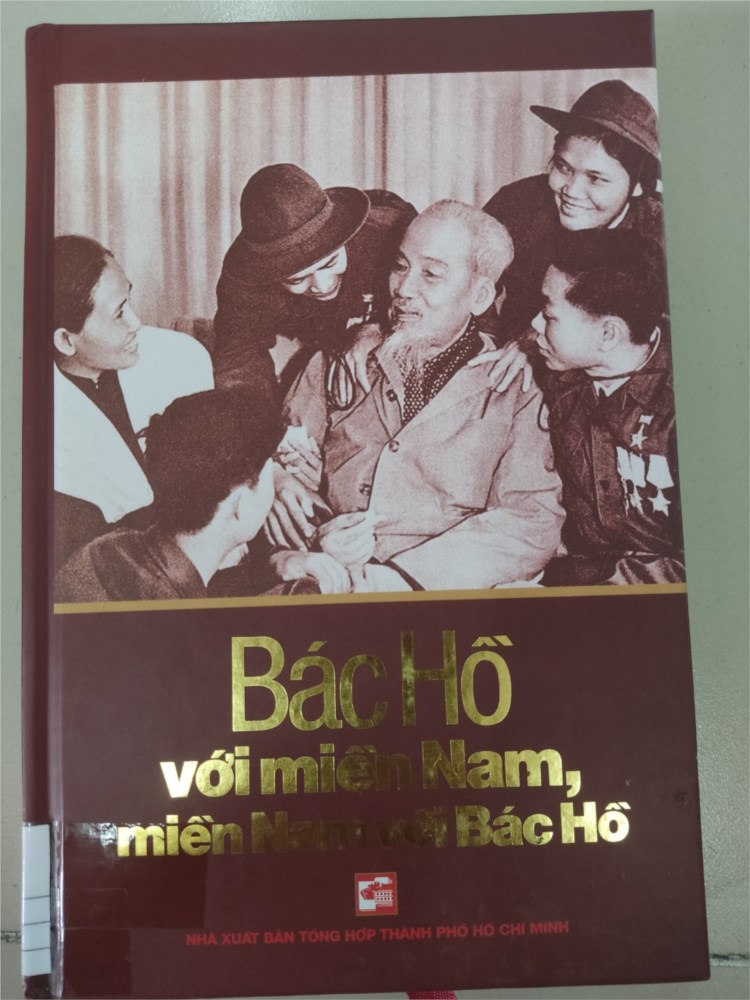 Bác Hồ
với miền Nam,
miền Nam với Bác Hồ
NHÀ XUẤT BẢN TỔNG HỢP THÀNH PHỐ HỒ CHÍ MINH